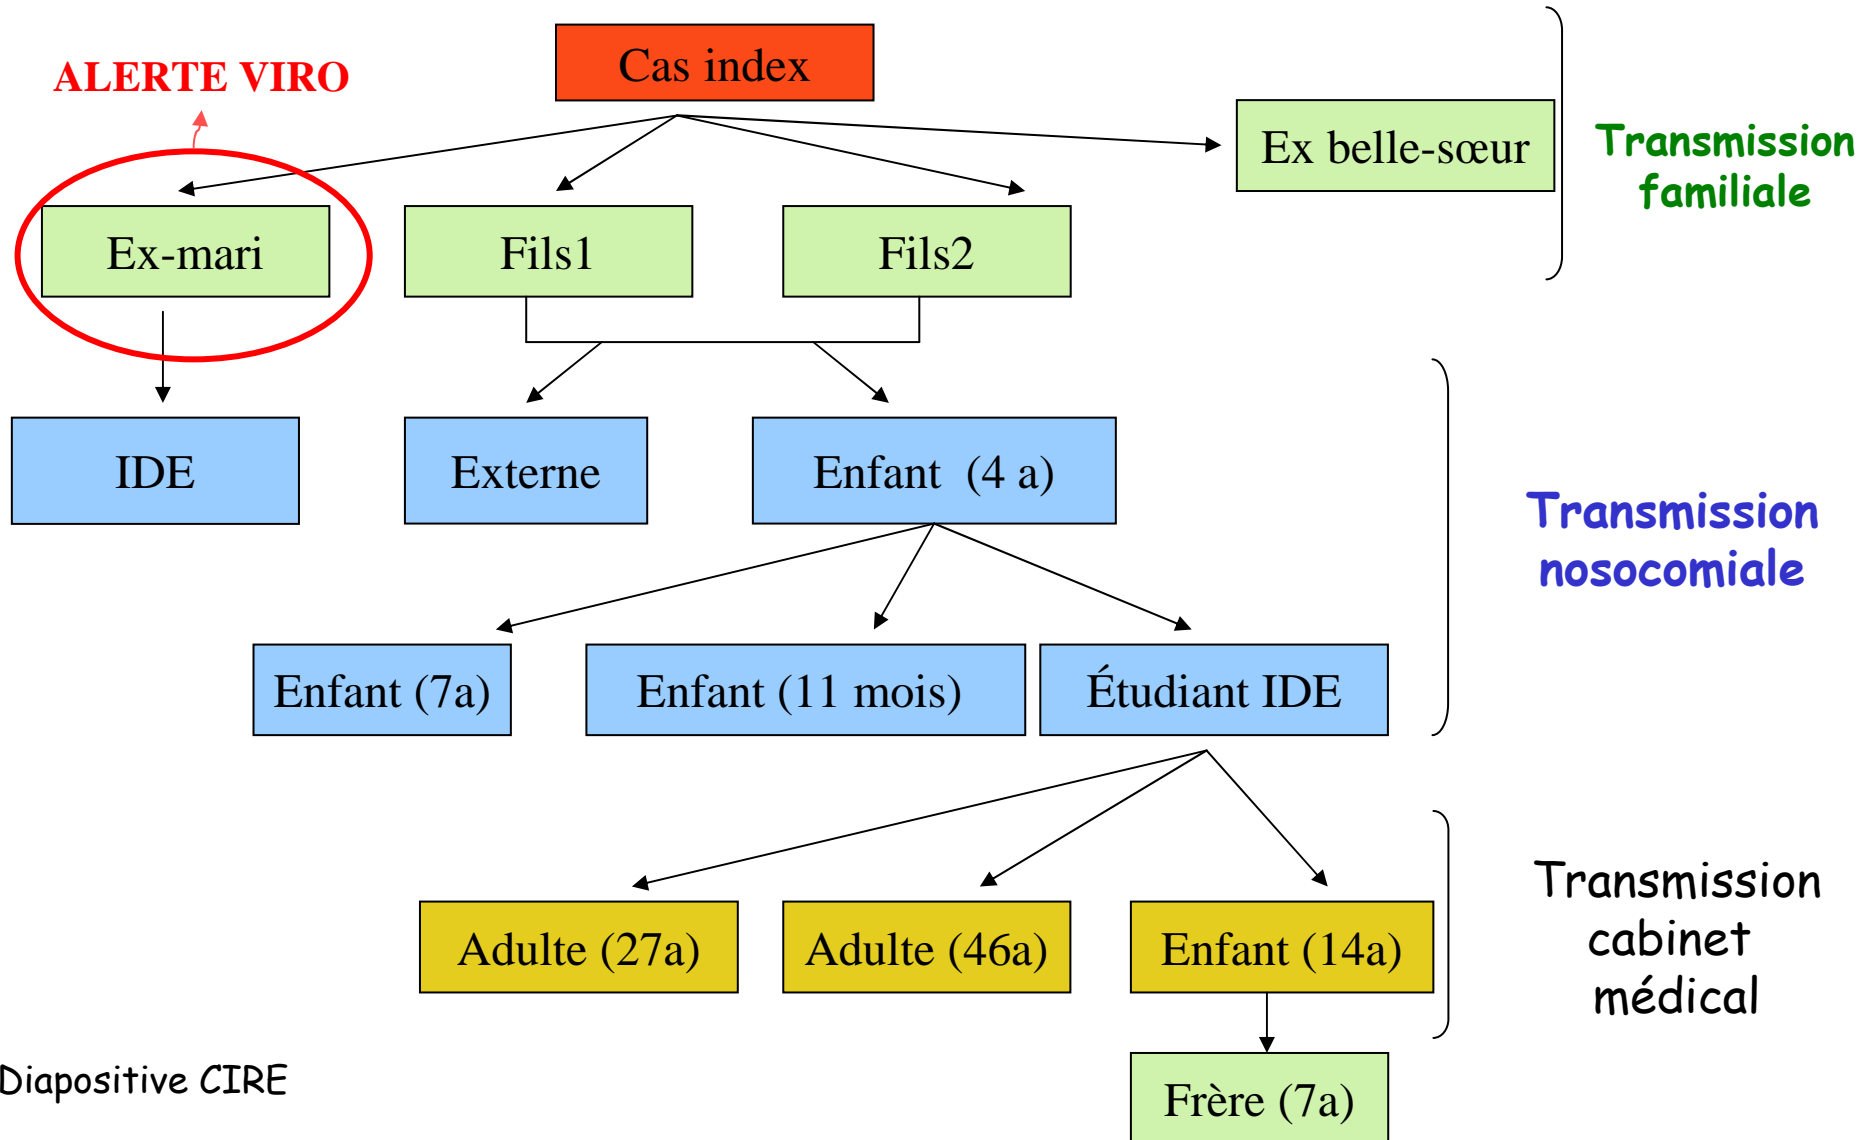 Cas index
ALERTE VIRO
Ex belle-sœur
Transmission
familiale
Ex-mari
Fils1
Fils2
IDE
Externe
Enfant  (4 a)
Transmission
nosocomiale
Enfant (7a)
Enfant (11 mois)
Étudiant IDE
Transmission
cabinet
médical
Adulte (27a)
Adulte (46a)
Enfant (14a)
Diapositive CIRE
Frère (7a)